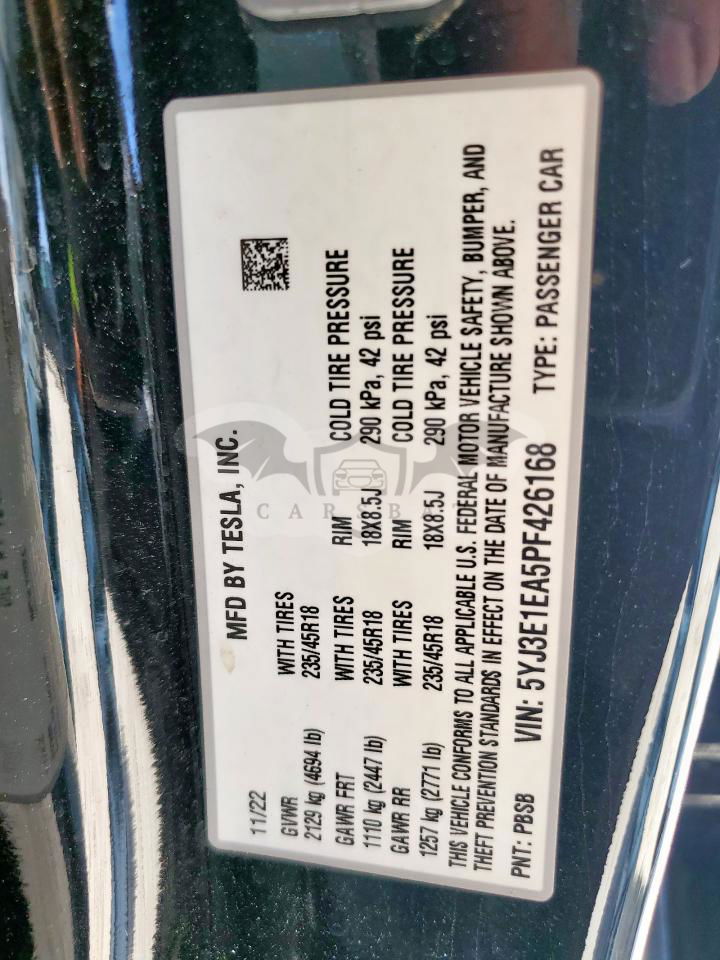 MFD BY TESLA, INC.
11/22
GVWR WITH TIRES
2129 kg (4694 lb) 235/45R18
GAWR FRT WITH TIRES RIM COLD TIRE PRESSURE
1110 kg (2447 lb) 235/45R18 18X8.5J 290 kPa, 42 psi
GAWR RR WITH TIRES RIM COLD TIRE PRESSURE
1257 kg (2771 lb) 235/45R18 18X8.5J 290 kPa, 42 psi
THIS VEHICLE CONFORMS TO ALL APPLICABLE U.S. FEDERAL MOTOR VEHICLE SAFETY, BUMPER, AND
THEFT PREVENTION STANDARDS IN EFFECT ON THE DATE OF MANUFACTURE SHOWN ABOVE.
PNT: PBSB VIN: 5YJ3E1EA5PF426168 TYPE: PASSENGER CAR
CARSBAT